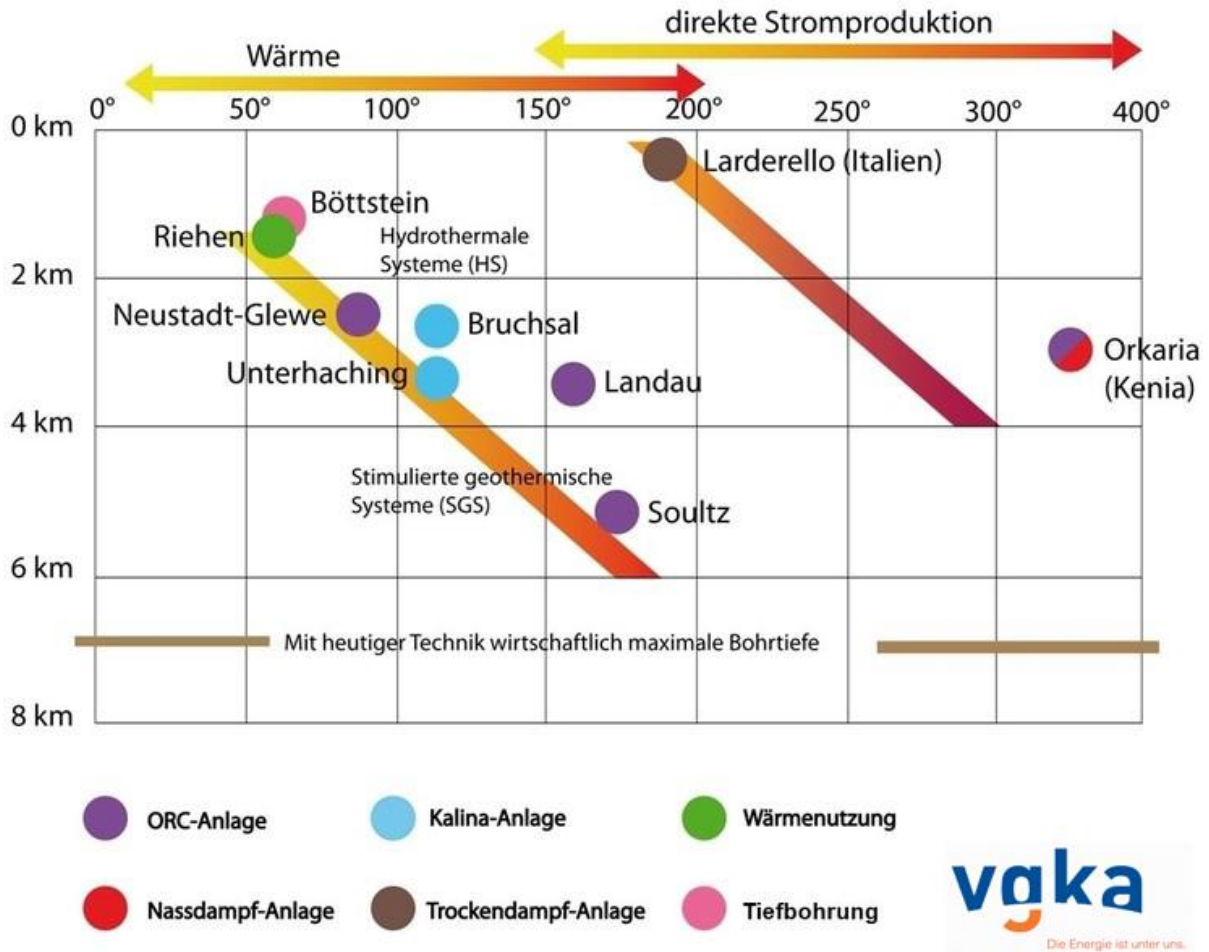 direkte Stromproduktion
Wärme
0° 50° 100° 150° 200° 250° 300° 400°
0 km
Larderello (Italien)
Böttstein
Riehen
Hydrothermale
Systeme (HS)
2 km
Neustadt-Glewe
Bruchsal
Orkaria
(Kenia)
Unterhaching
Landau
4 km
Stimulierte geothermische
Systeme (SGS)
Soultz
6 km
Mit heutiger Technik wirtschaftlich maximale Bohrtiefe
8 km
ORC-Anlage
Kalina-Anlage
Wärmenutzung
Nassdampf-Anlage
Trockendampf-Anlage
Tiefbohrung
vgka
Die Energie ist unter uns.